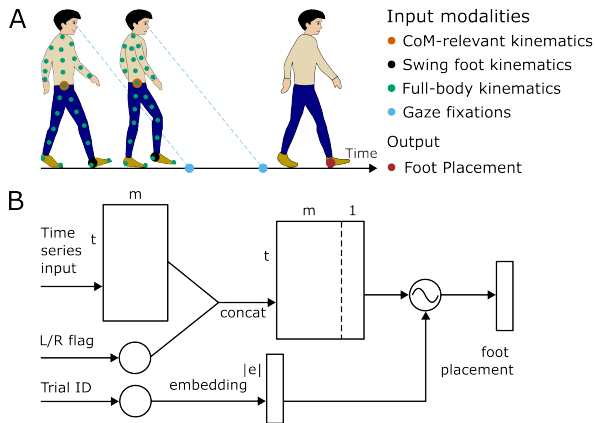 A
Input modalities
CoM-relevant kinematics
Swing foot kinematics
Full-body kinematics
Gaze fixations
Output
Foot Placement
Time
B
m
t
Time
series
input
L/R flag
Trial ID
concat
embedding
|e|
m 1
t
foot
placement